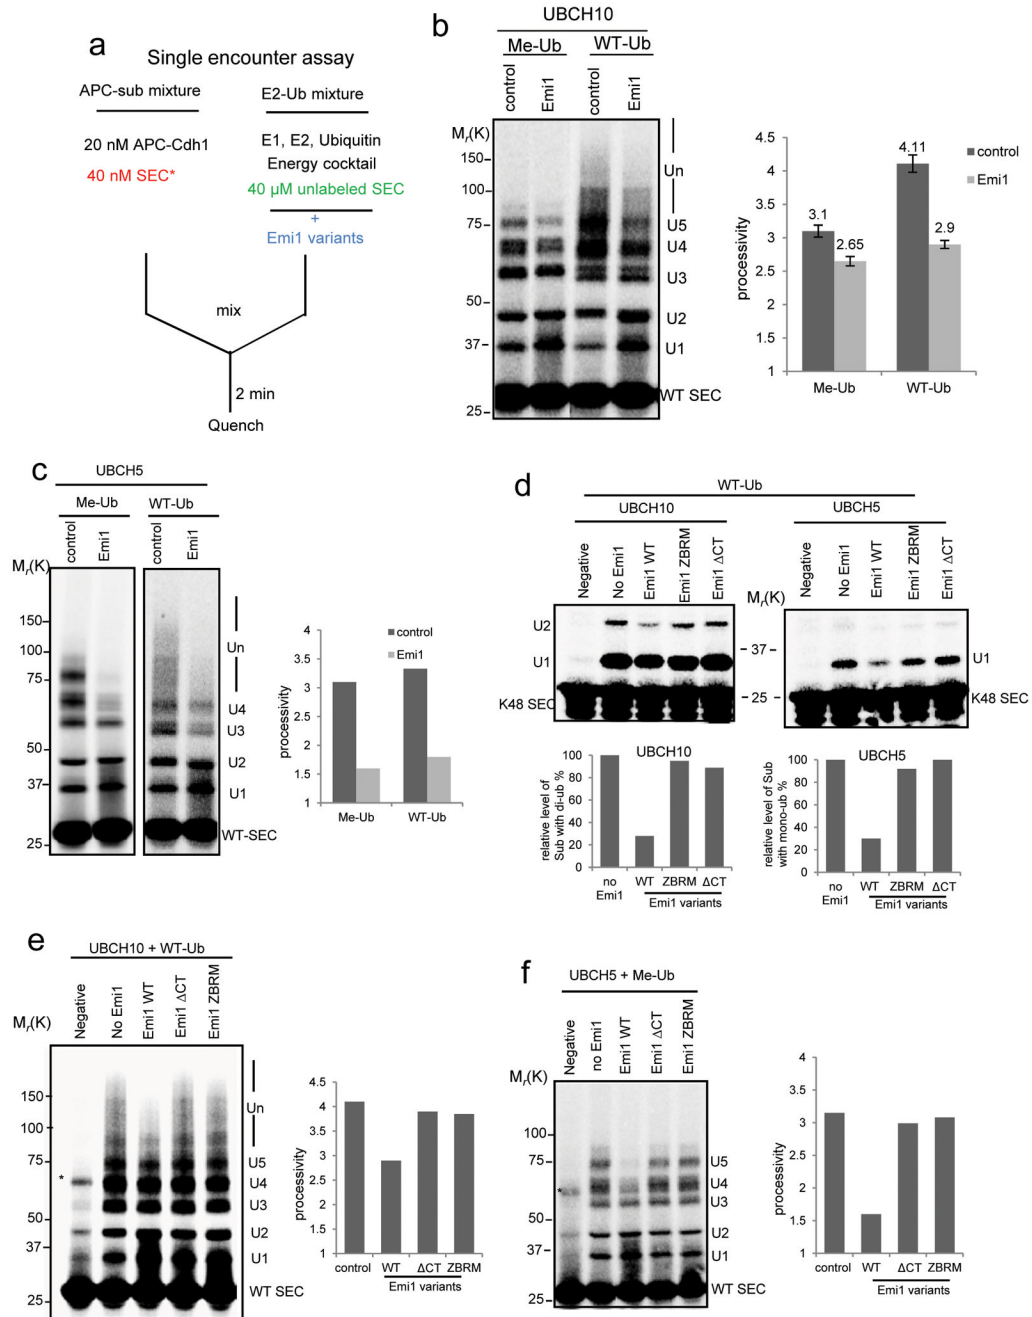 a
Single encounter assay
APC-sub mixture
E2-Ub mixture
20 nM APC-Cdh1
40 nM SEC*
E1, E2, Ubiquitin
Energy cocktail
40 µM unlabeled SEC
+
Emi1 variants
mix
2 min
Quench
b
UBCH10
Me-Ub
WT-Ub
control
Emi1
control
Emi1
Mr(K)
150
100
75
50
37
25
Un
U5
U4
U3
U2
U1
WT SEC
processivity
4.5
4
3.5
3
2.5
2
1.5
1
3.1
2.65
4.11
2.9
control
Emi1
Me-Ub
WT-Ub
c
UBCH5
Me-Ub
WT-Ub
control
Emi1
control
Emi1
Mr(K)
150
75
50
37
25
Un
U4
U3
U2
U1
WT-SEC
processivity
4
3.5
3
2.5
2
1.5
1
control
Emi1
Me-Ub
WT-Ub
d
WT-Ub
UBCH10
UBCH5
Negative
No Emi1
Emi1 WT
Emi1 ZBRM
Emi1 ΔCT
Negative
No Emi1
Emi1 WT
Emi1 ZBRM
Emi1 ΔCT
Mr(K)
U2
U1
K48 SEC
37
25
U1
K48 SEC
UBCH10
relative level of
Sub with di-ub %
100
80
60
40
20
0
no
Emi1
WT ZBRM ΔCT
Emi1 variants
UBCH5
relative level of Sub
with mono-ub %
100
80
60
40
20
0
no
Emi1
WT ZBRM ΔCT
Emi1 variants
e
UBCH10 + WT-Ub
Negative
No Emi1
Emi1 WT
Emi1 ΔCT
Emi1 ZBRM
Mr(K)
150
100
75
*
50
37
25
Un
U5
U4
U3
U2
U1
WT SEC
processivity
4.5
4
3.5
3
2.5
2
1.5
1
control WT ΔCT ZBRM
Emi1 variants
f
UBCH5 + Me-Ub
Negative
no Emi1
Emi1 WT
Emi1 ΔCT
Emi1 ZBRM
Mr(K)
100
75
*
50
37
25
U5
U4
U3
U2
U1
WT SEC
processivity
4
3.5
3
2.5
2
1.5
1
control WT ΔCT ZBRM
Emi1 variants